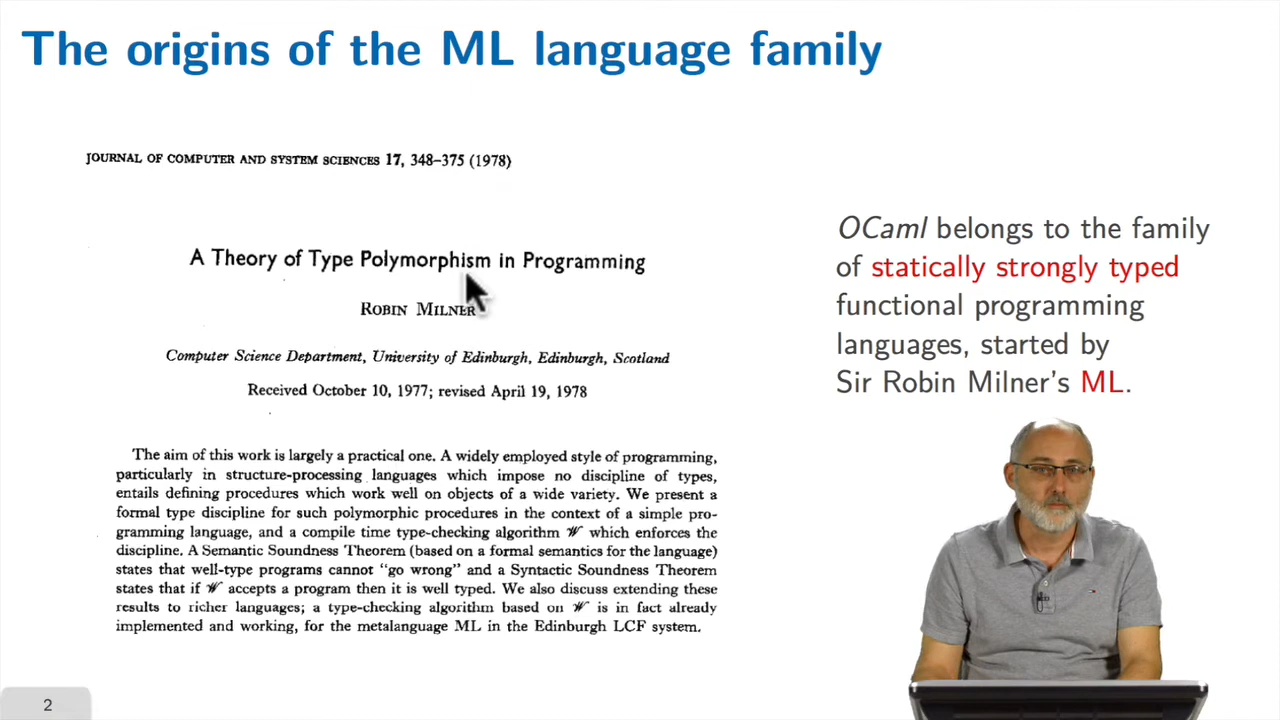 The origins of the ML language family
JOURNAL OF COMPUTER AND SYSTEM SCIENCES 17, 348–375 (1978)
A Theory of Type Polymorphism in Programming
ROBIN MILNER
Computer Science Department, University of Edinburgh, Edinburgh, Scotland
Received October 10, 1977; revised April 19, 1978
The aim of this work is largely a practical one. A widely employed style of programming,
particularly in structure-processing languages which impose no discipline of types,
entails defining procedures which work well on objects of a wide variety. We present a
formal type discipline for such polymorphic procedures in the context of a simple pro-
gramming language, and a compile time type-checking algorithm 𝒲 which enforces the
discipline. A Semantic Soundness Theorem (based on a formal semantics for the language)
states that well-type programs cannot “go wrong” and a Syntactic Soundness Theorem
states that if 𝒲 accepts a program then it is well typed. We also discuss extending these
results to richer languages; a type-checking algorithm based on 𝒲 is in fact already
implemented and working, for the metalanguage ML in the Edinburgh LCF system.
OCaml belongs to the family
of statically strongly typed
functional programming
languages, started by
Sir Robin Milner's ML.
2